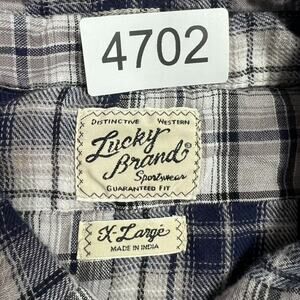 4702
DISTINCTIVE WESTERN
Lucky
Brand®
Sportswear
GUARANTEED FIT
X-Large
MADE IN INDIA